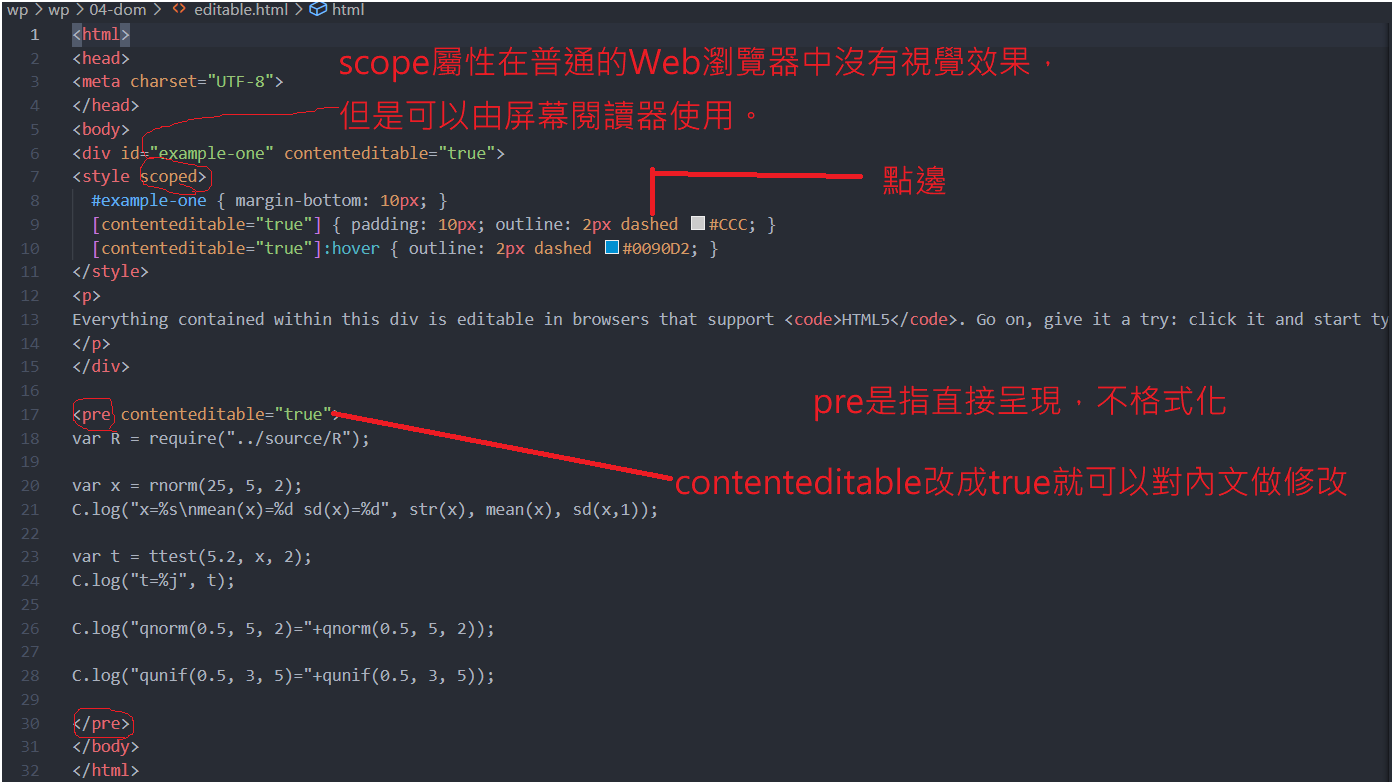 wp > wp > 04-dom > <> editable.html > html
1 <html>
2 <head>
scope屬性在普通的Web瀏覽器中沒有視覺效果，
3 <meta charset="UTF-8">
4 </head>
但是可以由屏幕閱讀器使用。
5 <body>
6 <div id="example-one" contenteditable="true">
7 <style scoped>
點邊
8 #example-one { margin-bottom: 10px; }
9 [contenteditable="true"] { padding: 10px; outline: 2px dashed #CCC; }
10 [contenteditable="true"]:hover { outline: 2px dashed #0090D2; }
11 </style>
12 <p>
13 Everything contained within this div is editable in browsers that support <code>HTML5</code>. Go on, give it a try: click it and start ty
14 </p>
15 </div>
16
pre是指直接呈現，不格式化
17 <pre contenteditable="true">
18 var R = require("../source/R");
19
contenteditable改成true就可以對內文做修改
20 var x = rnorm(25, 5, 2);
21 C.log("x=%s\nmean(x)=%d sd(x)=%d", str(x), mean(x), sd(x,1));
22
23 var t = ttest(5.2, x, 2);
24 C.log("t=%j", t);
25
26 C.log("qnorm(0.5, 5, 2)="+qnorm(0.5, 5, 2));
27
28 C.log("qunif(0.5, 3, 5)="+qunif(0.5, 3, 5));
29
30 </pre>
31 </body>
32 </html>